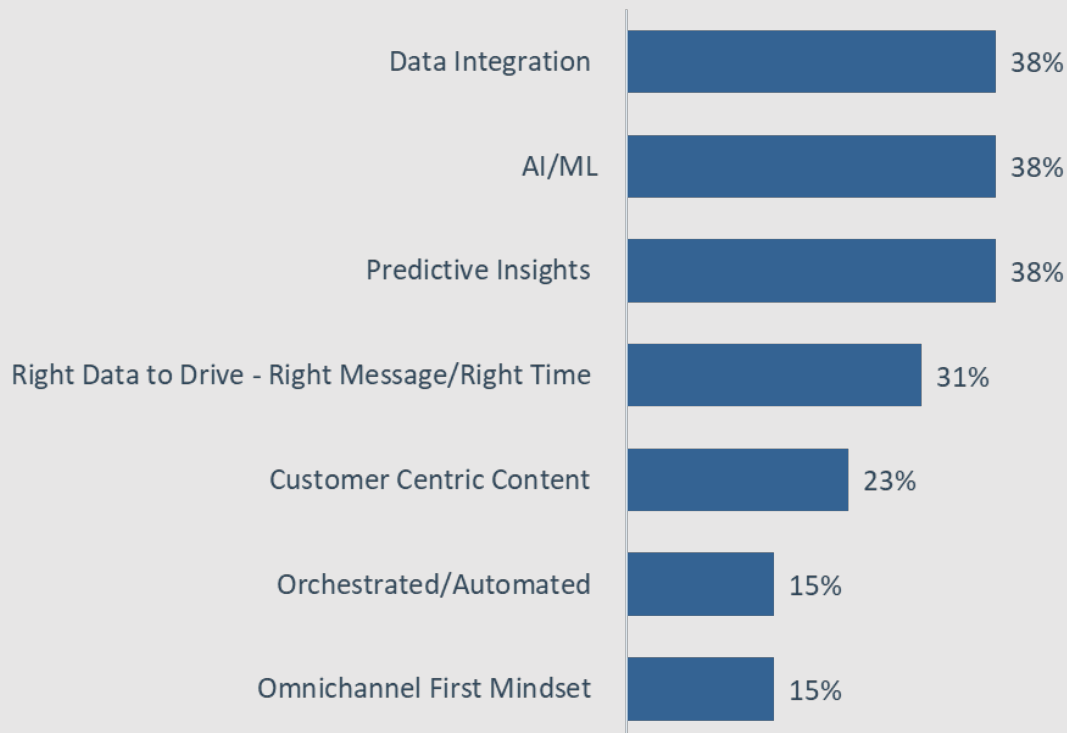 Data Integration 38%
AI/ML 38%
Predictive Insights 38%
Right Data to Drive - Right Message/Right Time 31%
Customer Centric Content 23%
Orchestrated/Automated 15%
Omnichannel First Mindset 15%